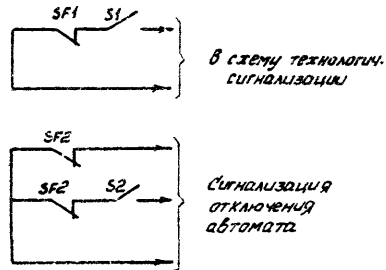 SF1 S1
В схему технологич.
сигнализации
SF2
SF2 S2
Сигнализация
отключения
автомата